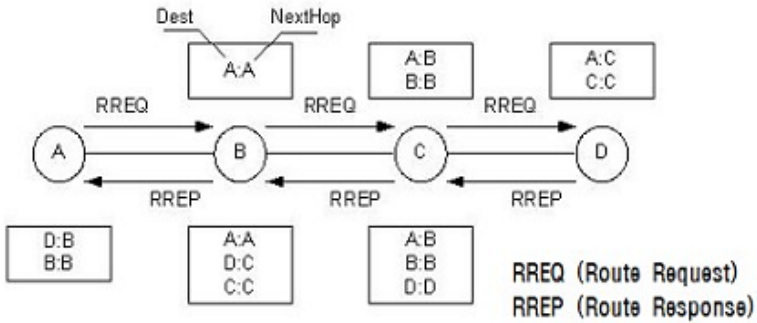 Dest NextHop
A:A
A:B
B:B
A:C
C:C
RREQ RREQ RREQ
A B C D
RREP RREP RREP
D:B
B:B
A:A
D:C
C:C
A:B
B:B
D:D
RREQ (Route Request)
RREP (Route Response)